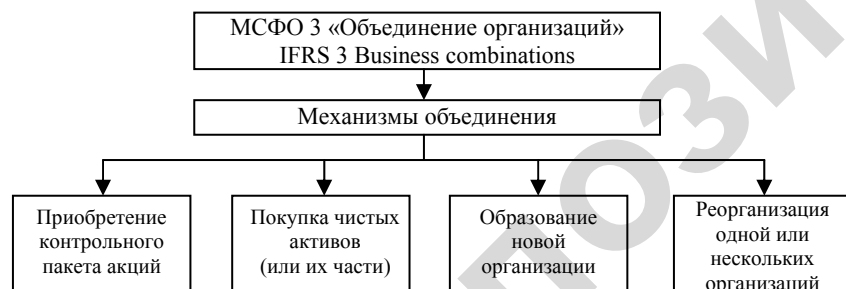 МСФО 3 «Объединение организаций»
IFRS 3 Business combinations
Механизмы объединения
Приобретение
контрольного
пакета акций
Покупка чистых
активов
(или их части)
Образование
новой
организации
Реорганизация
одной или
нескольких
организаций